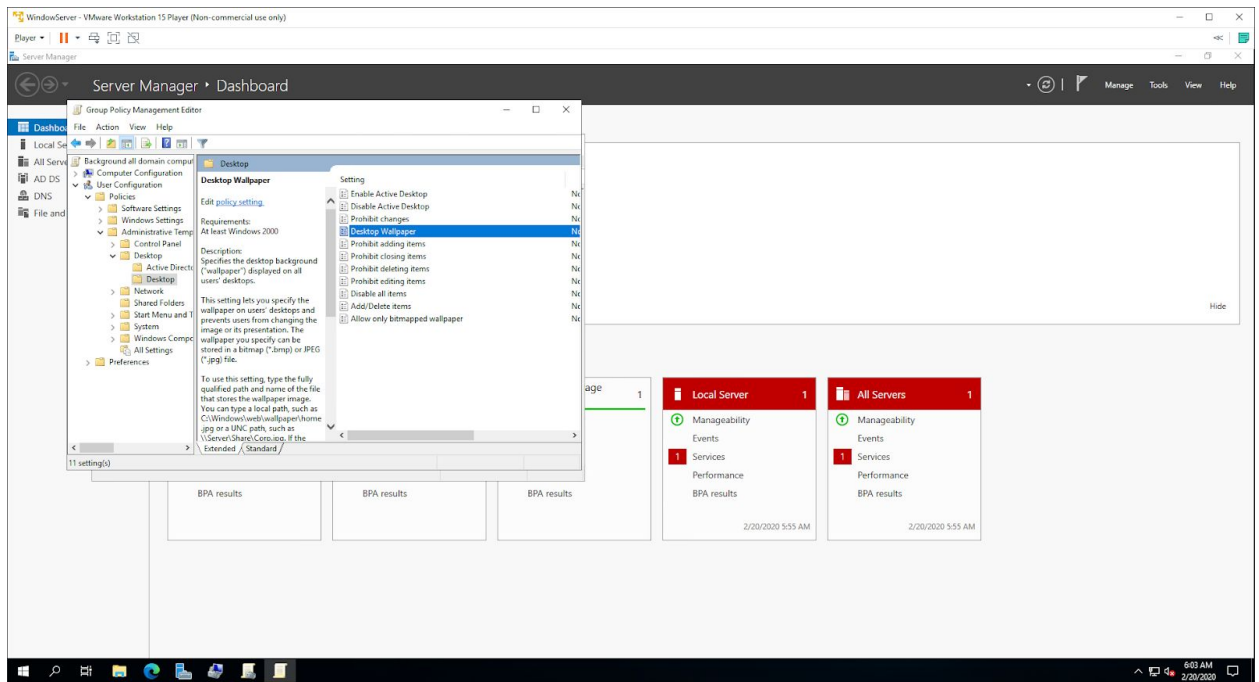 WindowServer - VMware Workstation 15 Player (Non-commercial use only)
Player
Server Manager
Server Manager • Dashboard
Manage Tools View Help
Group Policy Management Editor
File Action View Help
Dashbo
Local Se
All Serve
AD DS
DNS
File and
Background all domain comput
Computer Configuration
User Configuration
Policies
Software Settings
Windows Settings
Administrative Temp
Control Panel
Desktop
Active Directo
Desktop
Network
Shared Folders
Start Menu and T
System
Windows Compo
All Settings
Preferences
Desktop
Desktop Wallpaper
Edit policy setting.
Requirements:
At least Windows 2000
Description:
Specifies the desktop background
("wallpaper") displayed on all
users' desktops.
This setting lets you specify the
wallpaper on users' desktops and
prevents users from changing the
image or its presentation. The
wallpaper you specify can be
stored in a bitmap (*.bmp) or JPEG
(*.jpg) file.
To use this setting, type the fully
qualified path and name of the file
that stores the wallpaper image.
You can type a local path, such as
C:\Windows\web\wallpaper\home
.jpg or a UNC path, such as
\\Server\Share\Corp.jpg. If the
Setting
Enable Active Desktop
Disable Active Desktop
Prohibit changes
Desktop Wallpaper
Prohibit adding items
Prohibit closing items
Prohibit deleting items
Prohibit editing items
Disable all items
Add/Delete items
Allow only bitmapped wallpaper
Extended Standard
11 setting(s)
Hide
BPA results
BPA results
age 1
BPA results
Local Server 1
Manageability
Events
1 Services
Performance
BPA results
2/20/2020 5:55 AM
All Servers 1
Manageability
Events
1 Services
Performance
BPA results
2/20/2020 5:55 AM
6:03 AM
2/20/2020